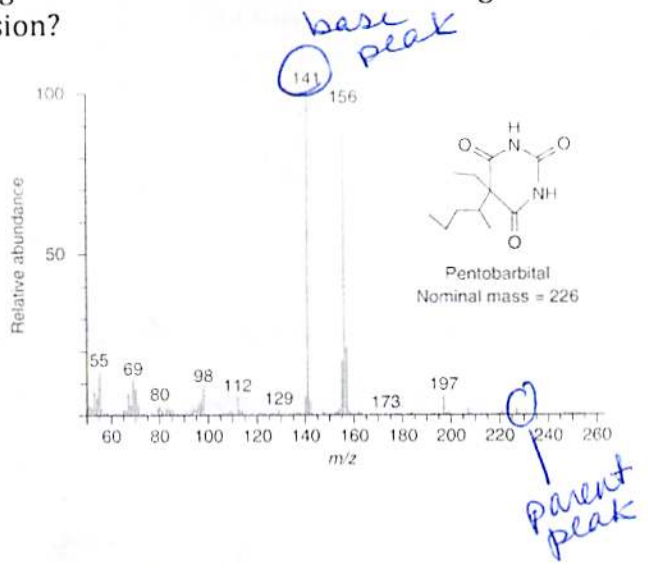 sion?
base
peak
141
156
100
50
Relative abundance
55
69
80
98
112
129
173
197
H
O
N
O
NH
O
Pentobarbital
Nominal mass = 226
60 80 100 120 140 160 180 200 220 240 260
m/z
parent
peak